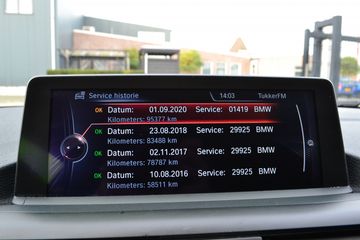 Service historie 14:03 TukkerFM
OK Datum: 01.09.2020 Service: 01419 BMW
Kilometers: 95377 km
OK Datum: 23.08.2018 Service: 29925 BMW
Kilometers: 83488 km
OK Datum: 02.11.2017 Service: 29925 BMW
Kilometers: 78787 km
OK Datum: 10.08.2016 Service: 29925 BMW
Kilometers: 58511 km